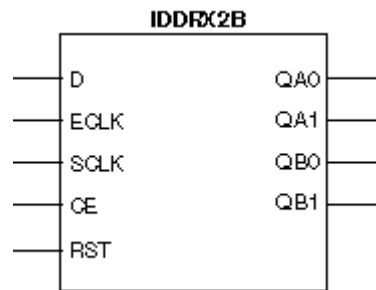 IDDRX2B
D
QA0
ECLK
QA1
SCLK
QB0
CE
QB1
RST